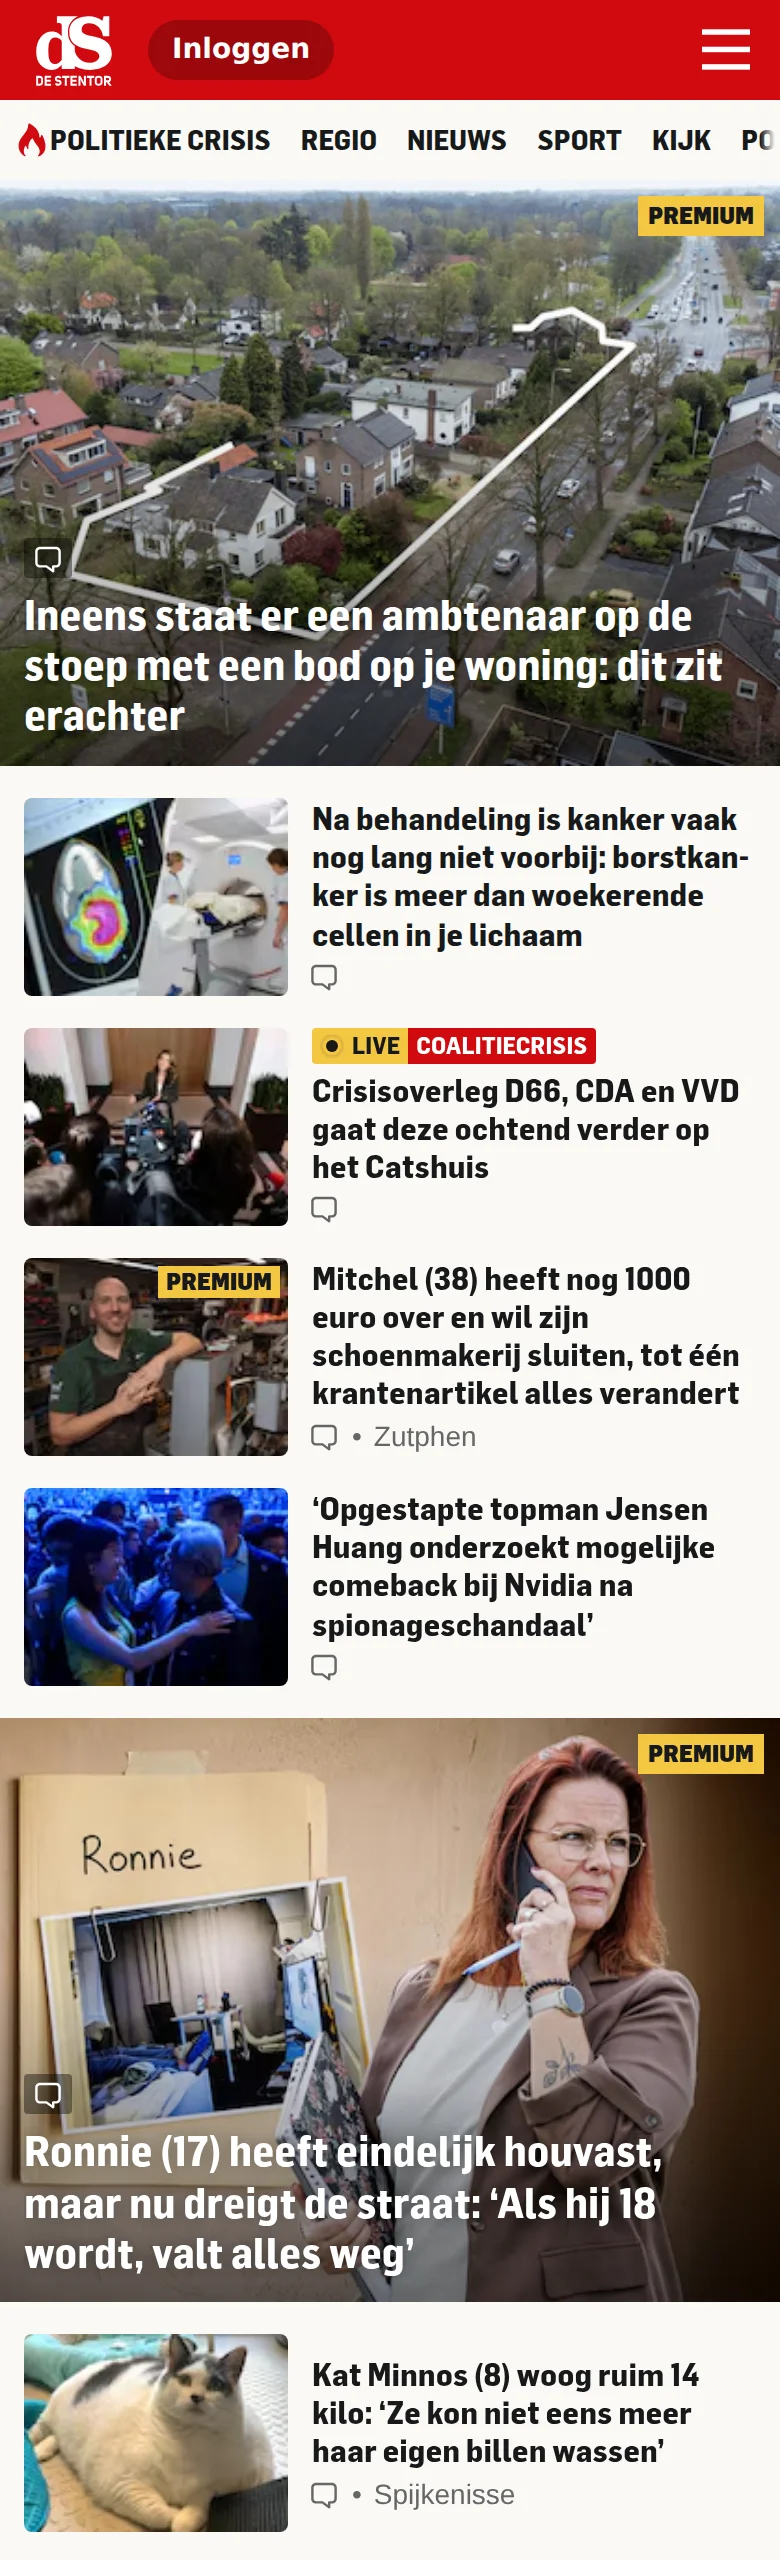 dS
DE STENTOR
Inloggen
POLITIEKE CRISIS REGIO NIEUWS SPORT KIJK PO
PREMIUM
Ineens staat er een ambtenaar op de
stoep met een bod op je woning: dit zit
erachter
Na behandeling is kanker vaak
nog lang niet voorbij: borstkan-
ker is meer dan woekerende
cellen in je lichaam
LIVE COALITIECRISIS
Crisisoverleg D66, CDA en VVD
gaat deze ochtend verder op
het Catshuis
PREMIUM
Mitchel (38) heeft nog 1000
euro over en wil zijn
schoenmakerij sluiten, tot één
krantenartikel alles verandert
• Zutphen
‘Opgestapte topman Jensen
Huang onderzoekt mogelijke
comeback bij Nvidia na
spionageschandaal’
PREMIUM
Ronnie
Ronnie (17) heeft eindelijk houvast,
maar nu dreigt de straat: ‘Als hij 18
wordt, valt alles weg’
Kat Minnos (8) woog ruim 14
kilo: ‘Ze kon niet eens meer
haar eigen billen wassen’
• Spijkenisse